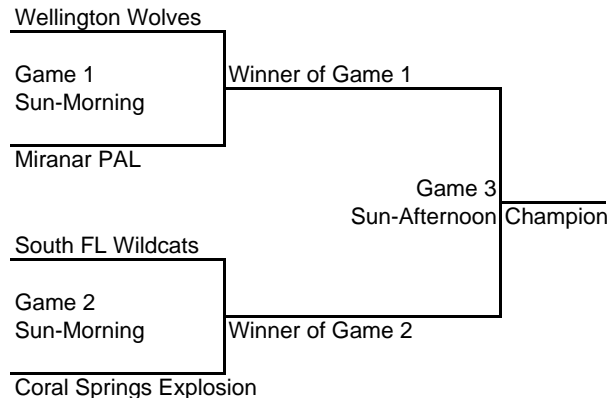 Wellington Wolves
Game 1
Sun-Morning
Winner of Game 1
Miranar PAL
Game 3
Sun-Afternoon
Champion
South FL Wildcats
Game 2
Sun-Morning
Winner of Game 2
Coral Springs Explosion